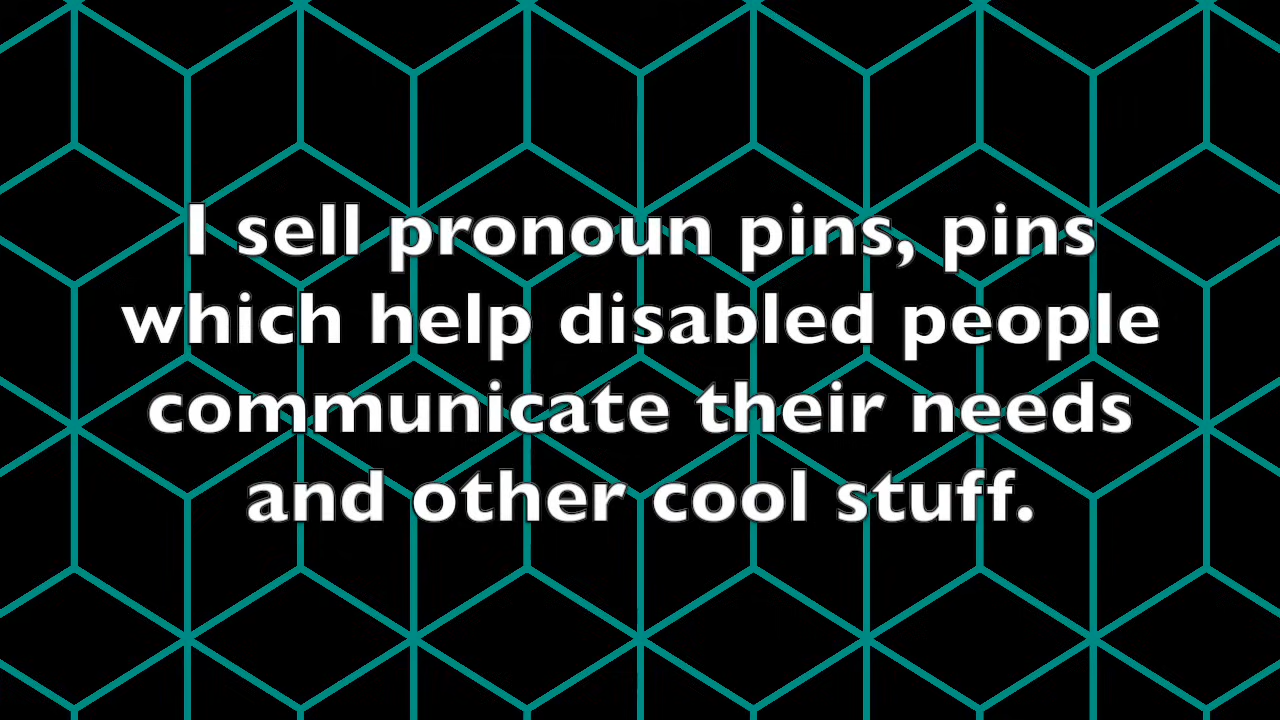 I sell pronoun pins, pins
which help disabled people
communicate their needs
and other cool stuff.